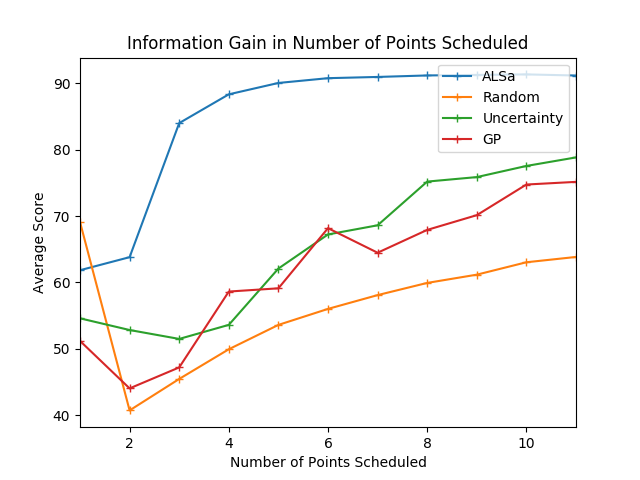 Information Gain in Number of Points Scheduled
ALSa
Random
Uncertainty
GP
90
80
70
60
50
40
Average Score
2
4
6
8
10
Number of Points Scheduled